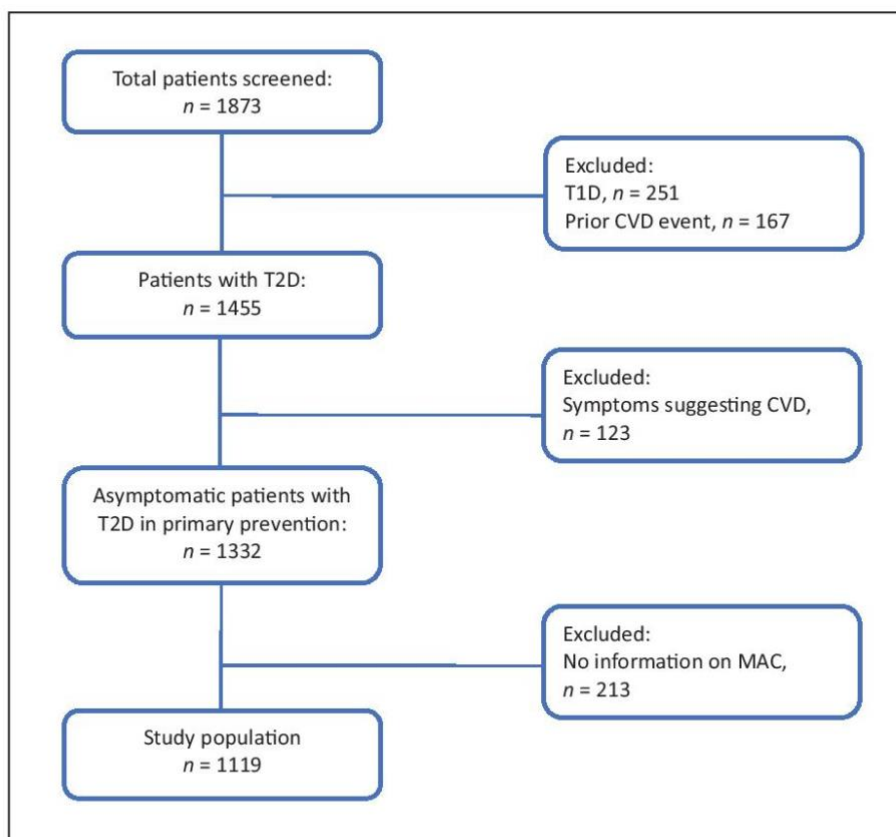 Total patients screened:
n = 1873
Excluded:
T1D, n = 251
Prior CVD event, n = 167
Patients with T2D:
n = 1455
Excluded:
Symptoms suggesting CVD,
n = 123
Asymptomatic patients with
T2D in primary prevention:
n = 1332
Excluded:
No information on MAC,
n = 213
Study population
n = 1119